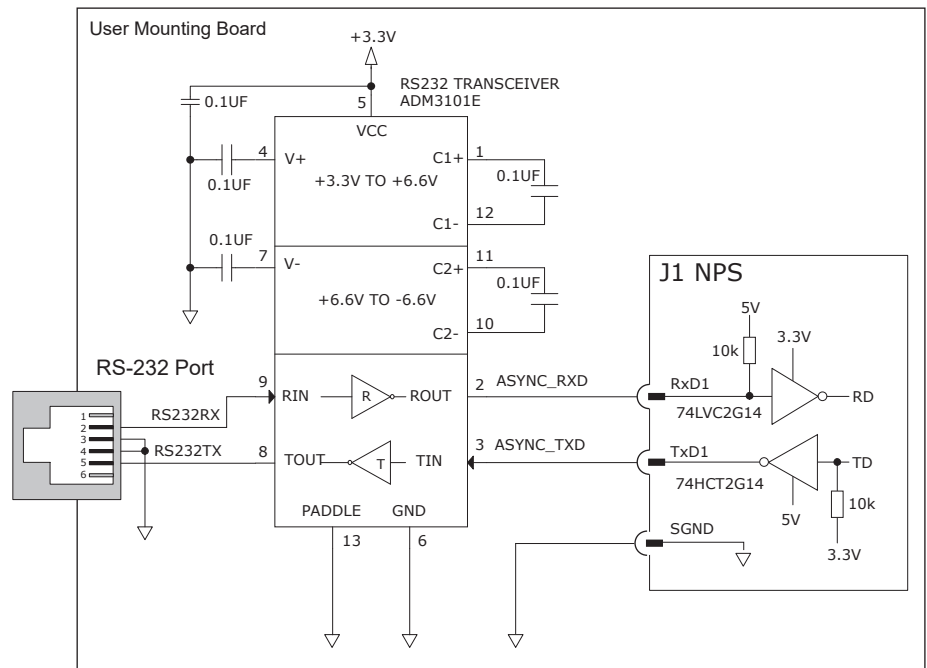 User Mounting Board
+3.3V
RS232 TRANSCEIVER
ADM3101E
0.1UF
5
VCC
4
V+
C1+
1
0.1UF
+3.3V TO +6.6V
0.1UF
C1-
12
0.1UF
7
V-
C2+
11
0.1UF
+6.6V TO -6.6V
C2-
10
J1 NPS
5V
3.3V
10k
RS-232 Port
9
RIN
R
ROUT
2
ASYNC_RXD
RxD1
RD
74LVC2G14
1
2
3
4
5
6
RS232RX
RS232TX
8
TOUT
T
TIN
3
ASYNC_TXD
TxD1
TD
74HCT2G14
10k
5V
3.3V
PADDLE
GND
13
6
SGND